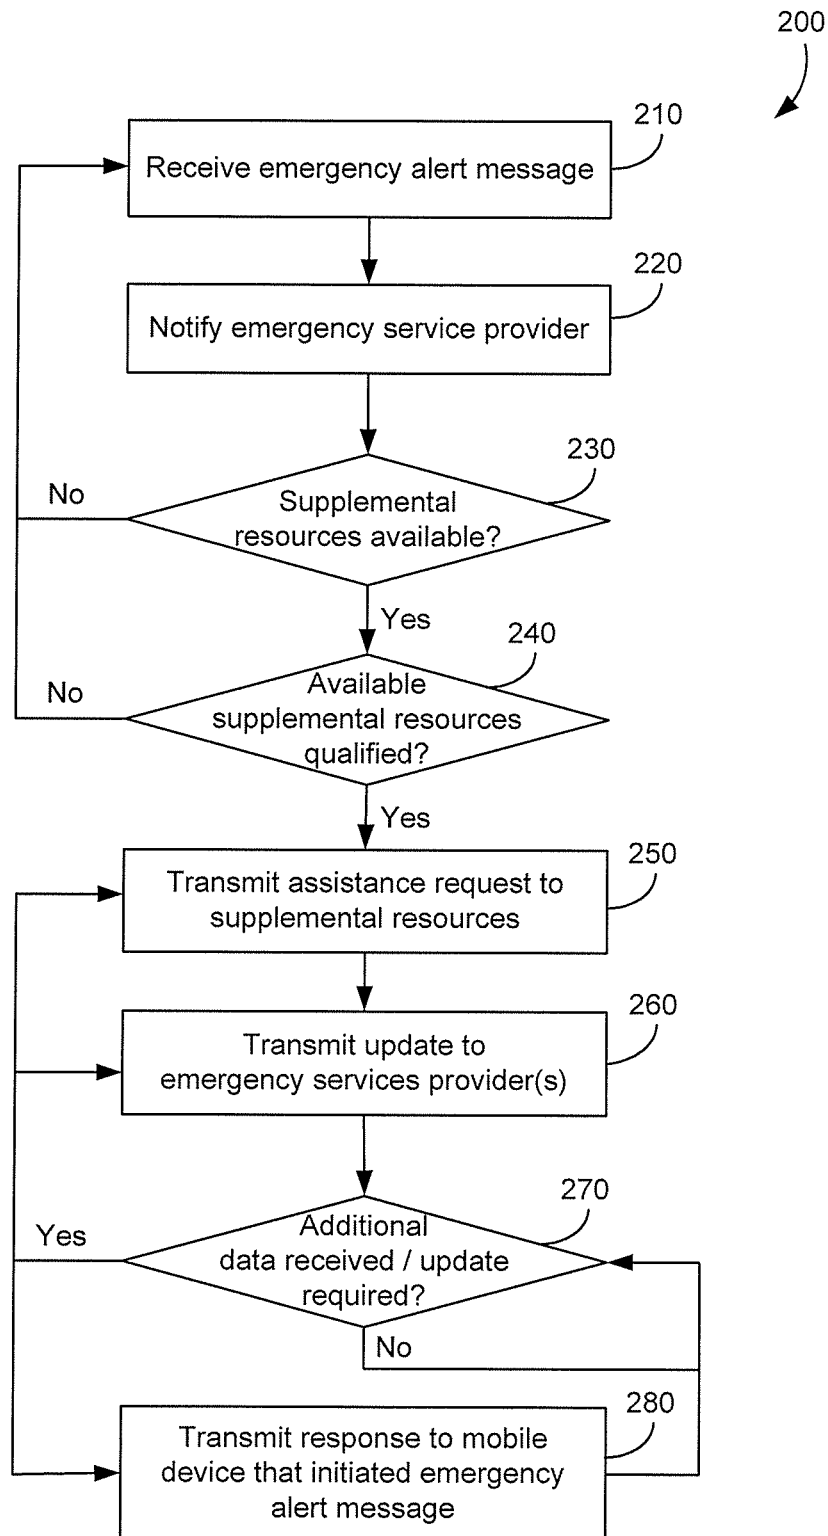 200
210
Receive emergency alert message
220
Notify emergency service provider
230
No
Supplemental
resources available?
Yes
240
No
Available
supplemental resources
qualified?
Yes
250
Transmit assistance request to
supplemental resources
260
Transmit update to
emergency services provider(s)
270
Yes
Additional
data received / update
required?
No
280
Transmit response to mobile
device that initiated emergency
alert message